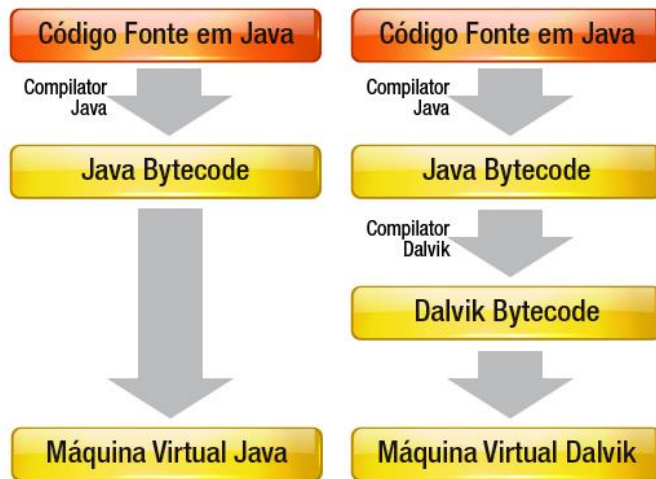 Código Fonte em Java
Compilator
Java
Java Bytecode
Máquina Virtual Java
Código Fonte em Java
Compilator
Java
Java Bytecode
Compilator
Dalvik
Dalvik Bytecode
Máquina Virtual Dalvik